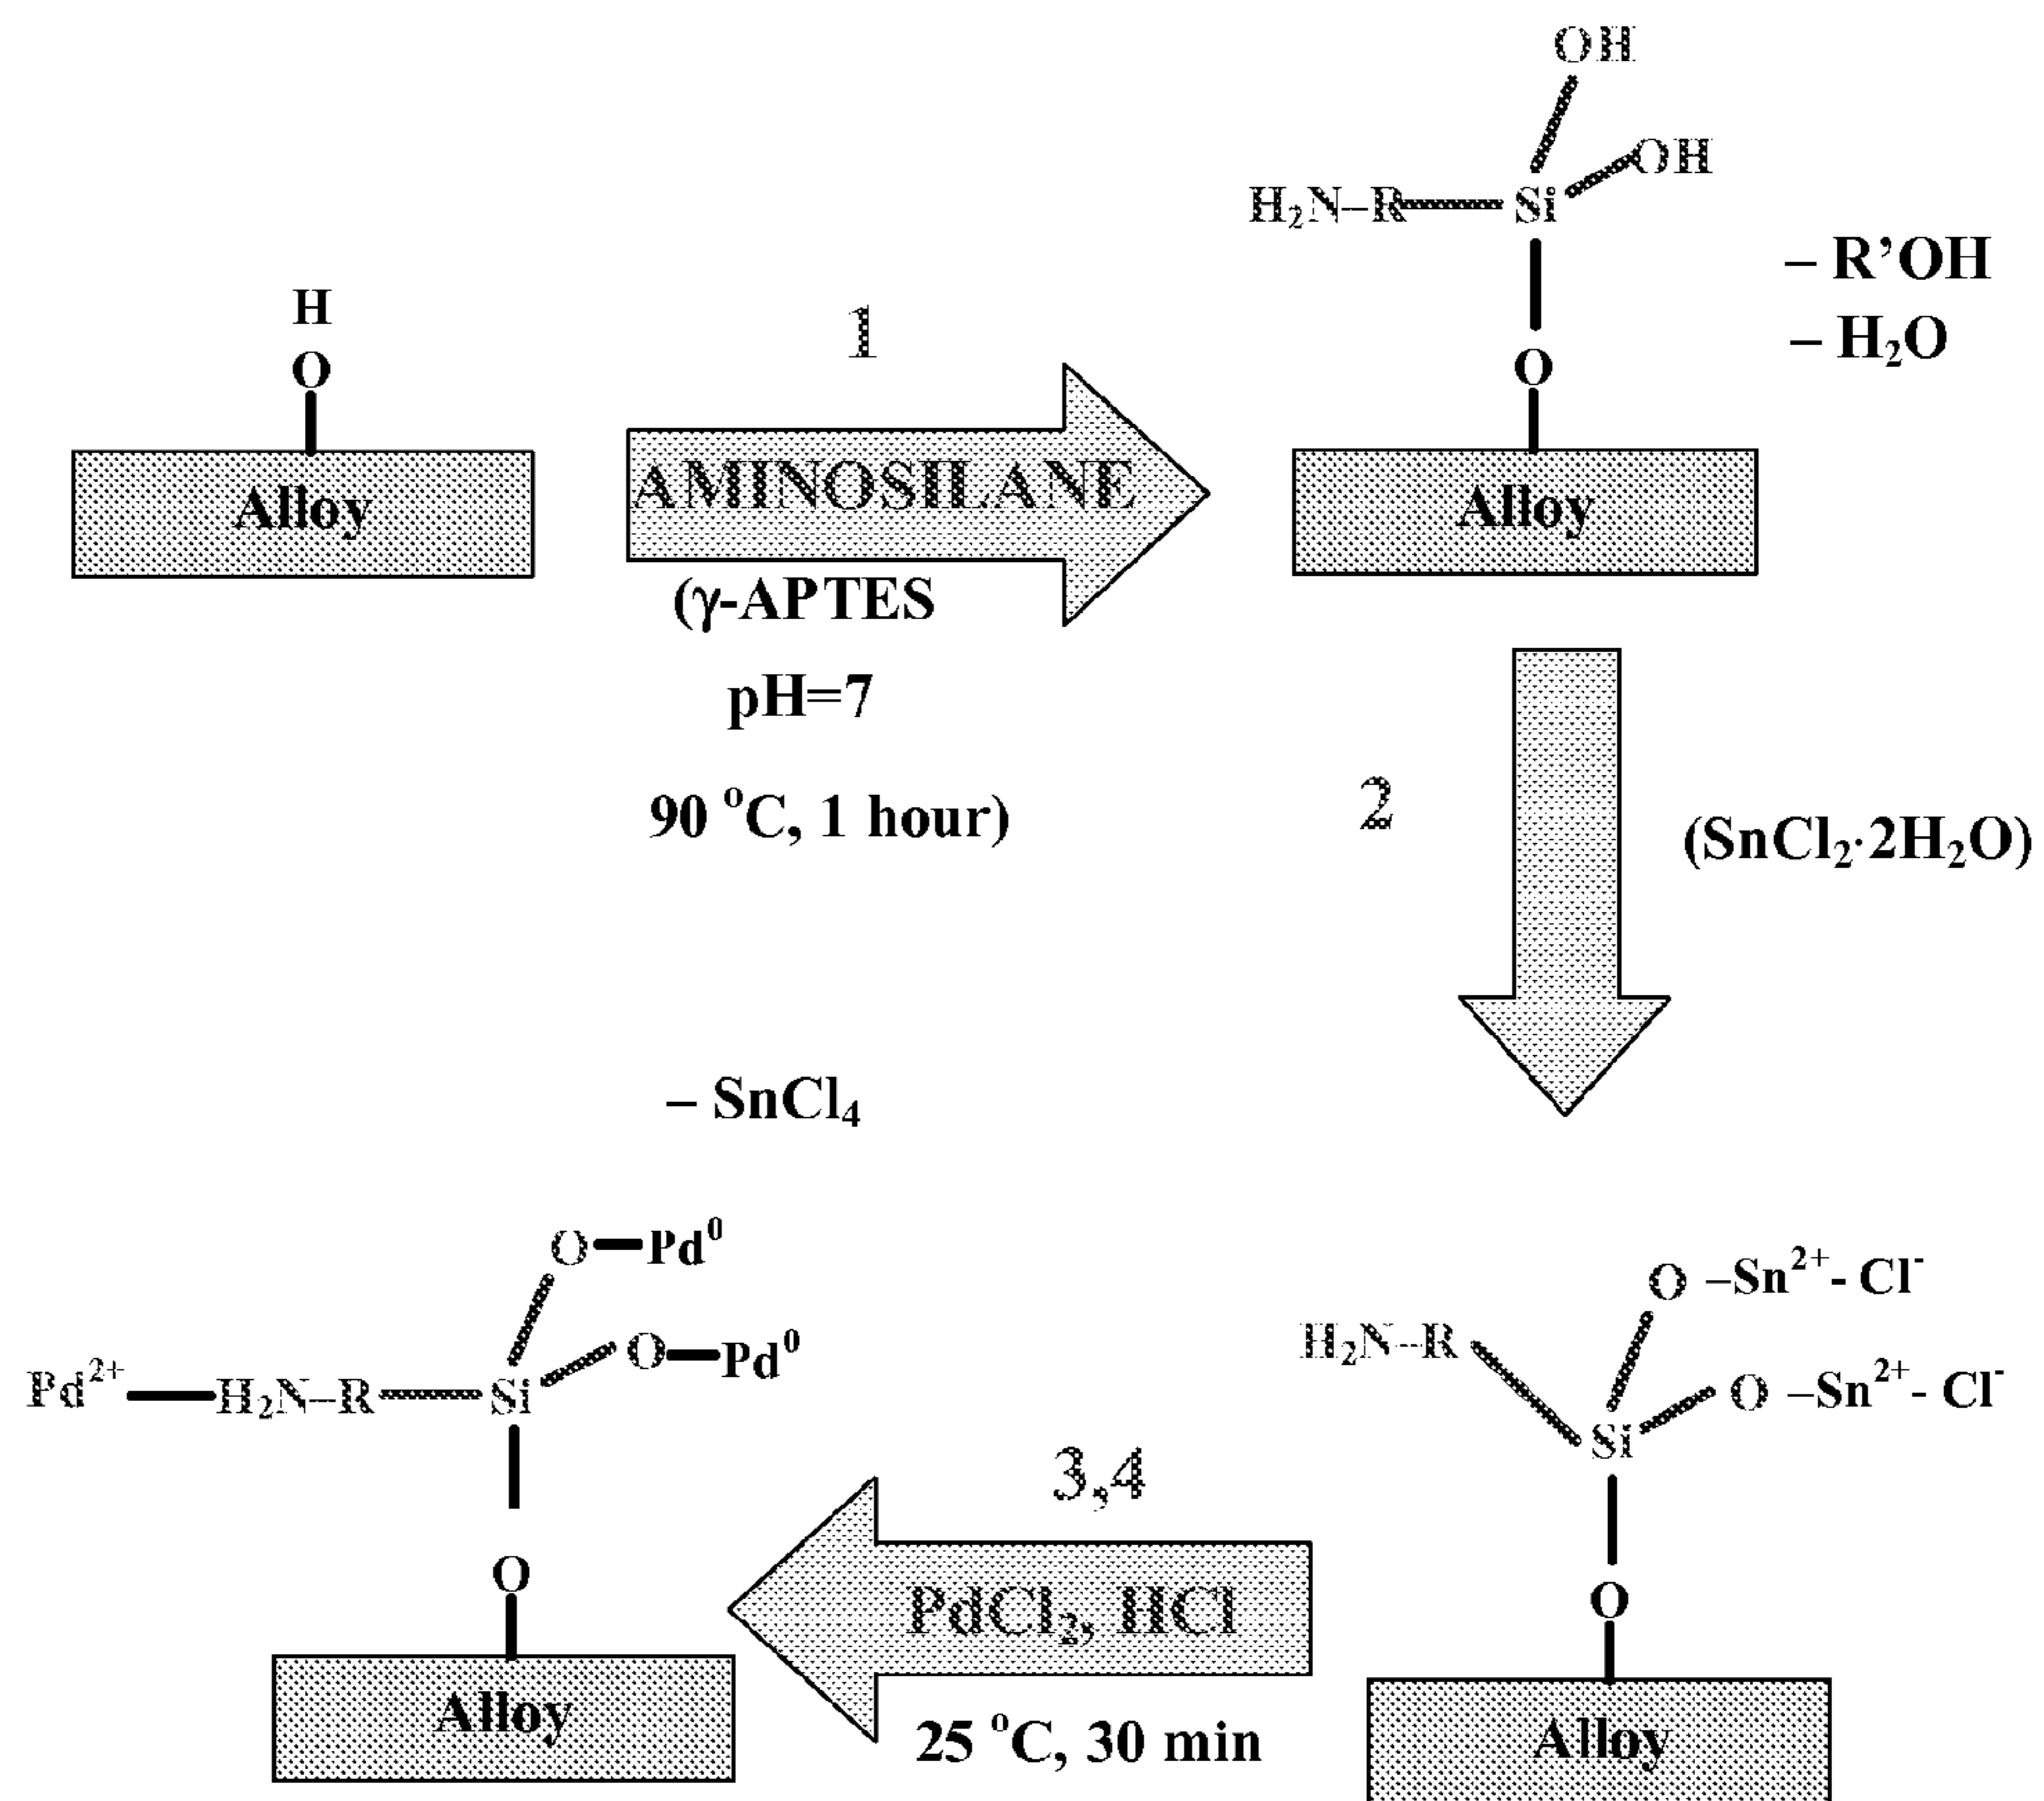 H
O
Alloy
1
AMINOSILANE
(γ-APTES
pH=7
90 °C, 1 hour)
OH
OH
H₂N–R
Si
O
Alloy
– R’OH
– H₂O
2
(SnCl₂·2H₂O)
O –Sn²⁺- Cl⁻
H₂N–R
O –Sn²⁺- Cl⁻
Si
O
Alloy
3,4
PdCl₂, HCl
25 °C, 30 min
– SnCl₄
O Pd⁰
O Pd⁰
Pd²⁺ H₂N–R Si
O
Alloy